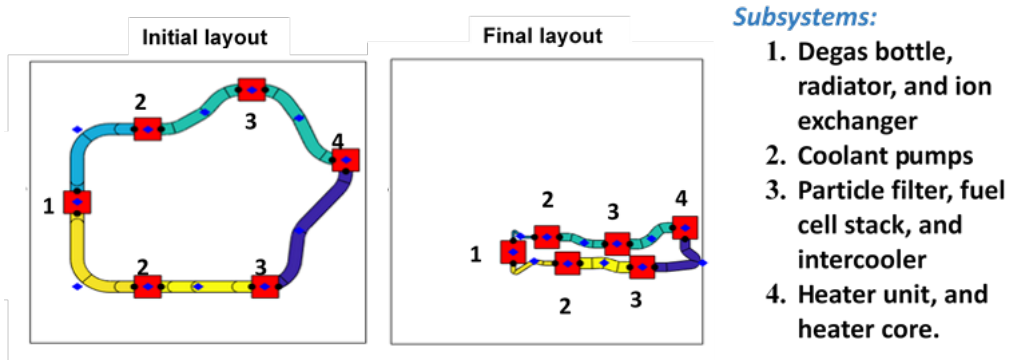 Initial layout
2
3
4
1
2
3
Final layout
2
3
4
1
2
3
Subsystems:
1. Degas bottle,
radiator, and ion
exchanger
2. Coolant pumps
3. Particle filter, fuel
cell stack, and
intercooler
4. Heater unit, and
heater core.